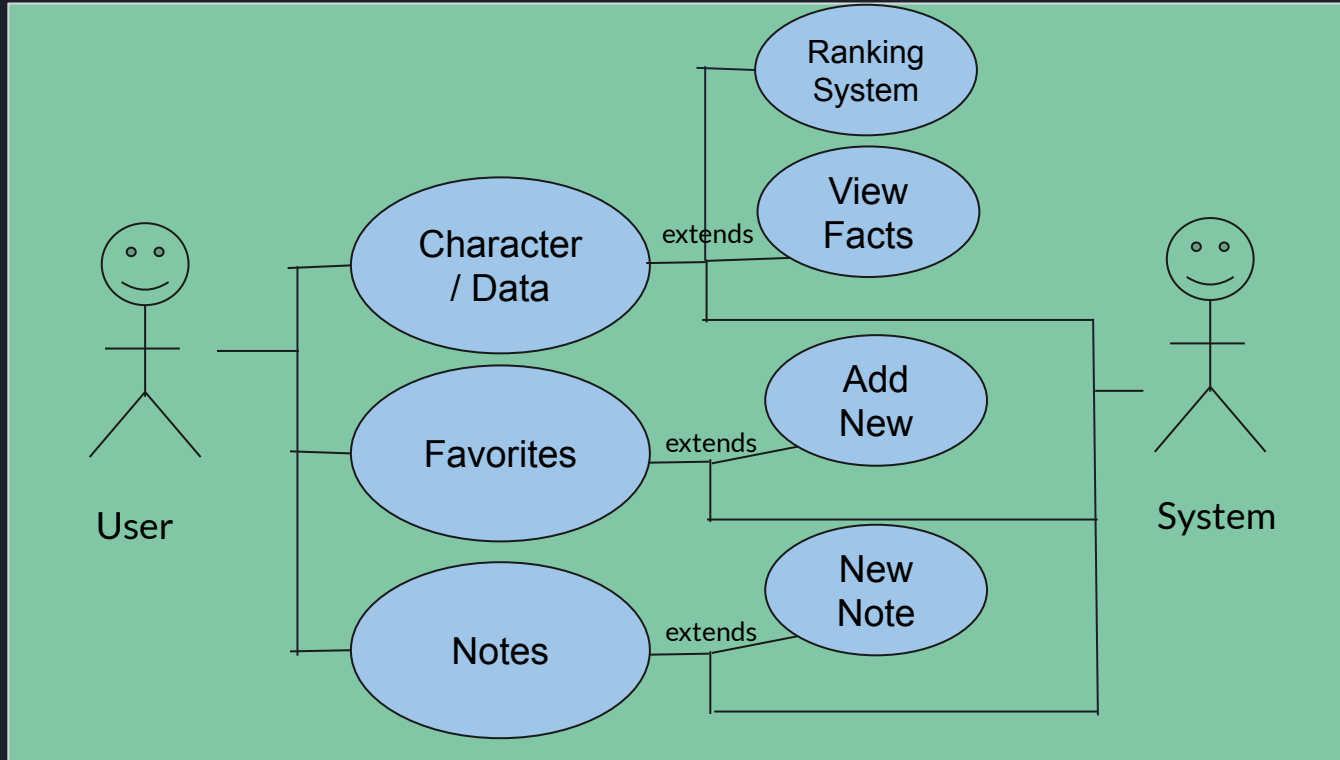 Ranking
System
View
Facts
Character
/ Data
extends
Add
New
Favorites
extends
User
System
New
Note
Notes
extends